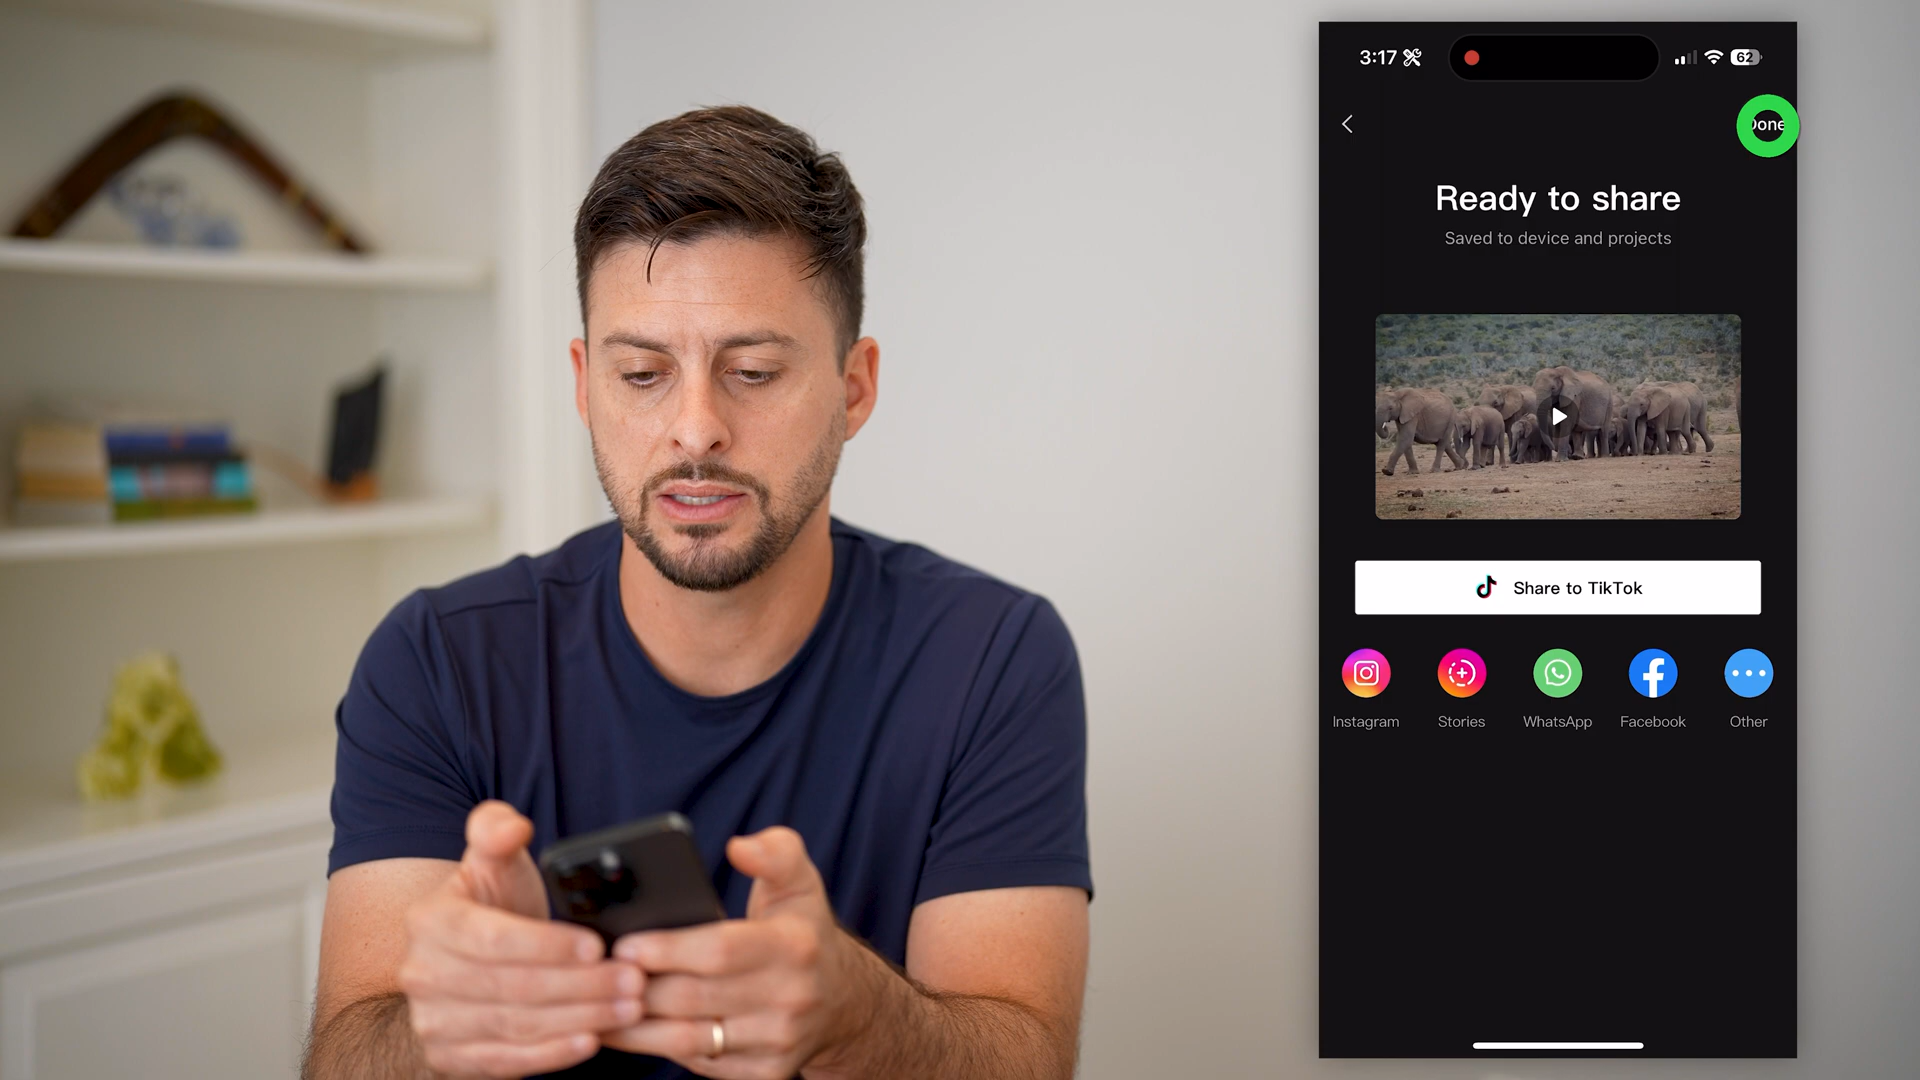 3:17
62
Done
Ready to share
Saved to device and projects
Share to TikTok
Instagram
Stories
WhatsApp
Facebook
Other